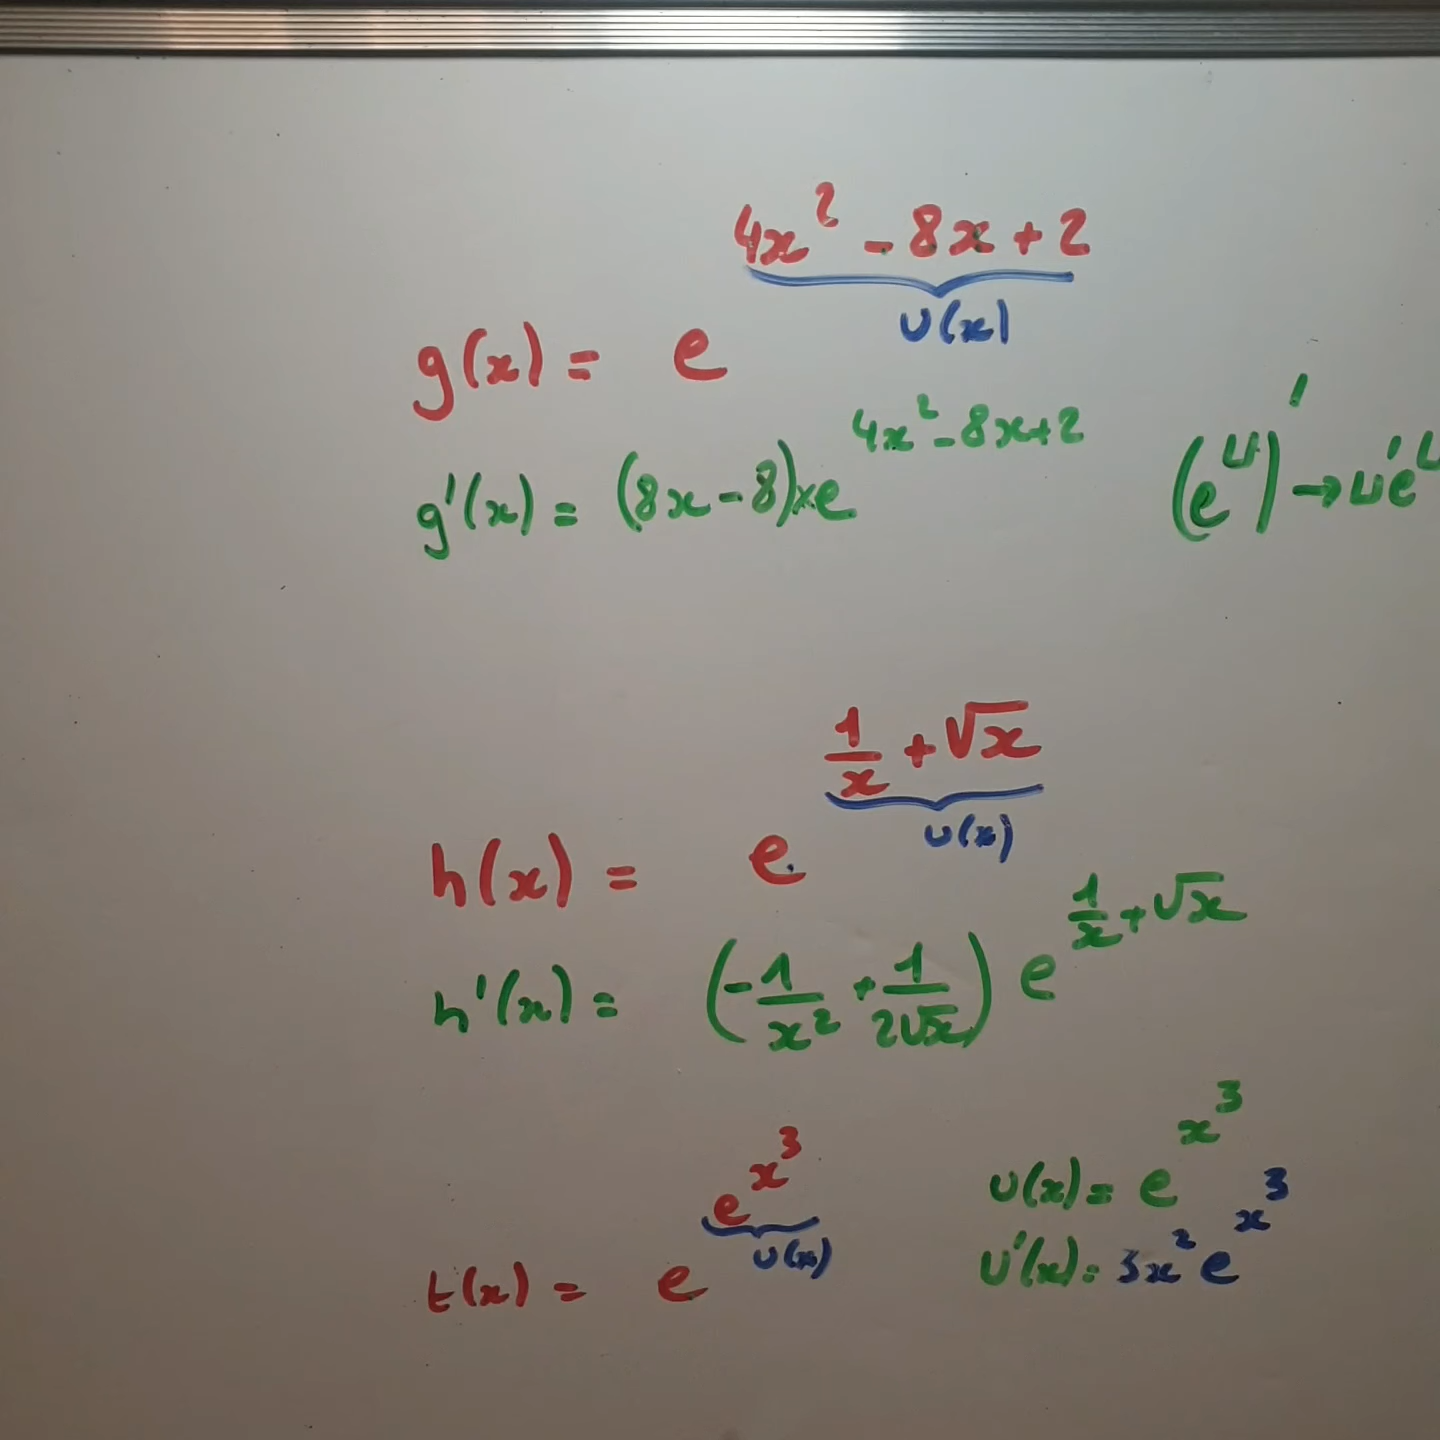 g(x) = e^(4x² - 8x + 2)
u(x)
g'(x) = (8x - 8) × e^(4x² - 8x + 2)
(e^u)' → u'e^u
h(x) = e^(1/x + √x)
u(x)
h'(x) = (-1/x² + 1/(2√x)) e^(1/x + √x)
t(x) = e^(e^(x³))
u(x)
u(x) = e^(x³)
u'(x) = 3x² e^(x³)